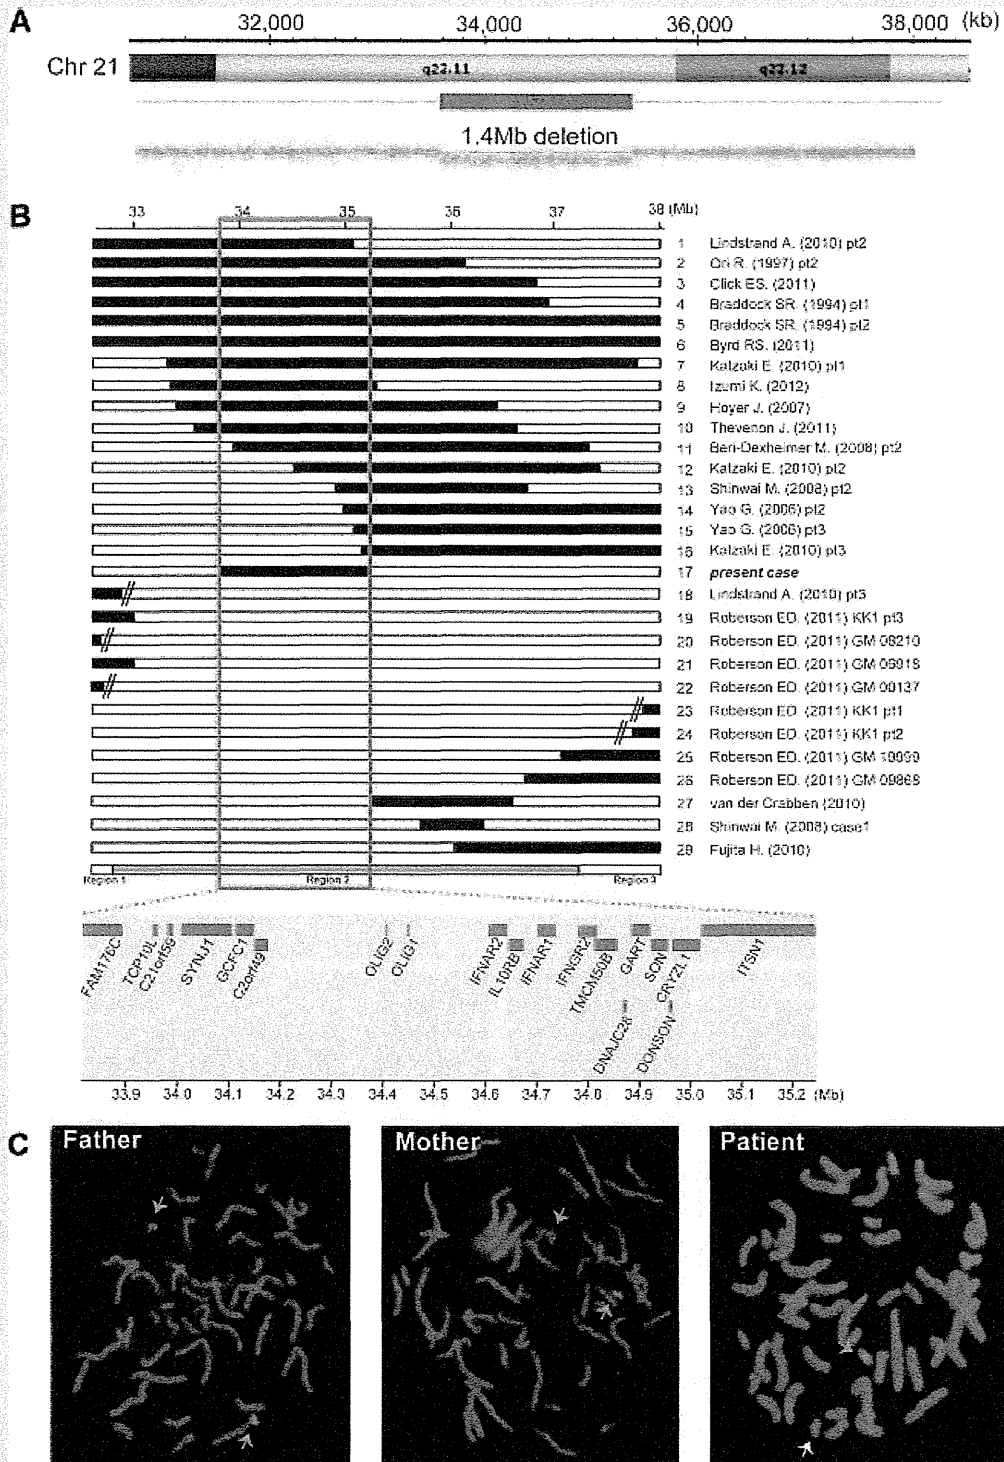 A
32,000 34,000 36,000 38,000 (kb)
Chr 21 q22.11 q22.12
1.4Mb deletion
B
33 34 35 36 37 38 (Mb)
1 Lindstrand A. (2010) pt2
2 Ori R. (1997) pt2
3 Click ES. (2011)
4 Braddock SR. (1994) pt1
5 Braddock SR. (1994) pt2
6 Byrd RS. (2011)
7 Katzaki E. (2010) pt1
8 Izumi K. (2012)
9 Hoyer J. (2007)
10 Thevenon J. (2011)
11 Beri-Dexheimer M. (2008) pt2
12 Katzaki E. (2010) pt2
13 Shinwai M. (2008) pt2
14 Yao G. (2006) pt2
15 Yao G. (2006) pt3
16 Katzaki E. (2010) pt3
17 present case
18 Lindstrand A. (2010) pt3
19 Roberson ED. (2011) KK1 pt3
20 Roberson ED. (2011) GM 08210
21 Roberson ED. (2011) GM 06918
22 Roberson ED. (2011) GM 00137
23 Roberson ED. (2011) KK1 pt1
24 Roberson ED. (2011) KK1 pt2
25 Roberson ED. (2011) GM
26 Roberson ED. (2011) GM 09868
27 van der Crabben (2010)
28 Shinwai M. (2008) case1
29 Fujita H. (2010)
Region 1 Region 2 Region 3
FAM176C TCP10L C21orf59 SYNJ1 GCFC1 C2orf49 OLIG2 OLIG1 IFNAR2 IL10RB IFNAR1 IFNGR2 TMCM50B GART SON CRYZL1 ITSN1
DNAJC28 DONSON
33.9 34.0 34.1 34.2 34.3 34.4 34.5 34.6 34.7 34.8 34.9 35.0 35.1 35.2 (Mb)
C
Father Mother Patient